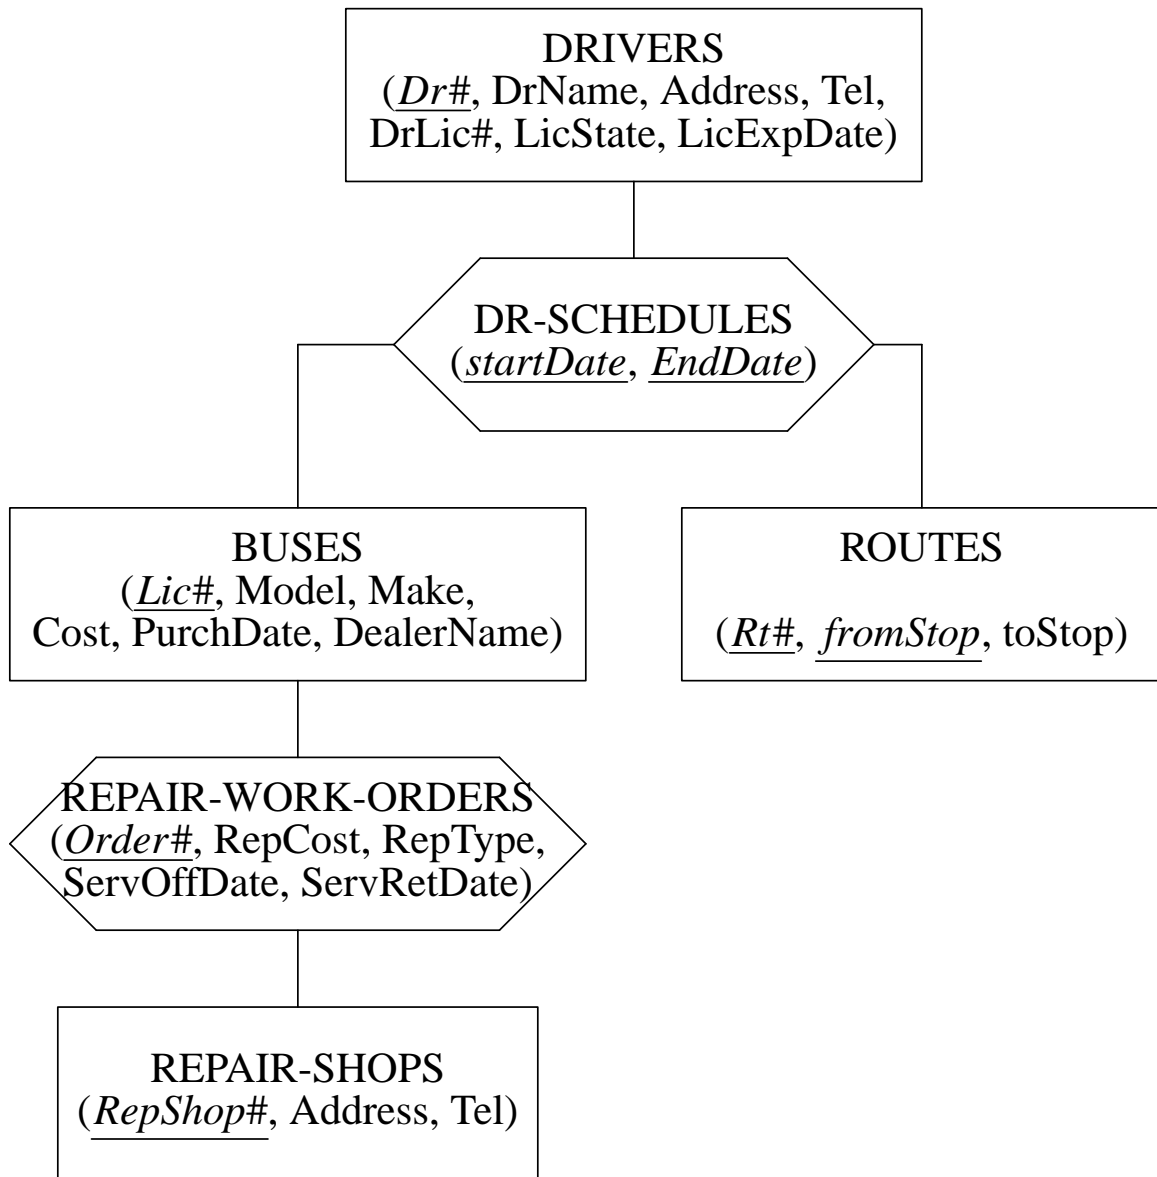 DRIVERS
(Dr#, DrName, Address, Tel,
DrLic#, LicState, LicExpDate)
DR-SCHEDULES
(startDate, EndDate)
BUSES
(Lic#, Model, Make,
Cost, PurchDate, DealerName)
ROUTES
(Rt#, fromStop, toStop)
REPAIR-WORK-ORDERS
(Order#, RepCost, RepType,
ServOffDate, ServRetDate)
REPAIR-SHOPS
(RepShop#, Address, Tel)